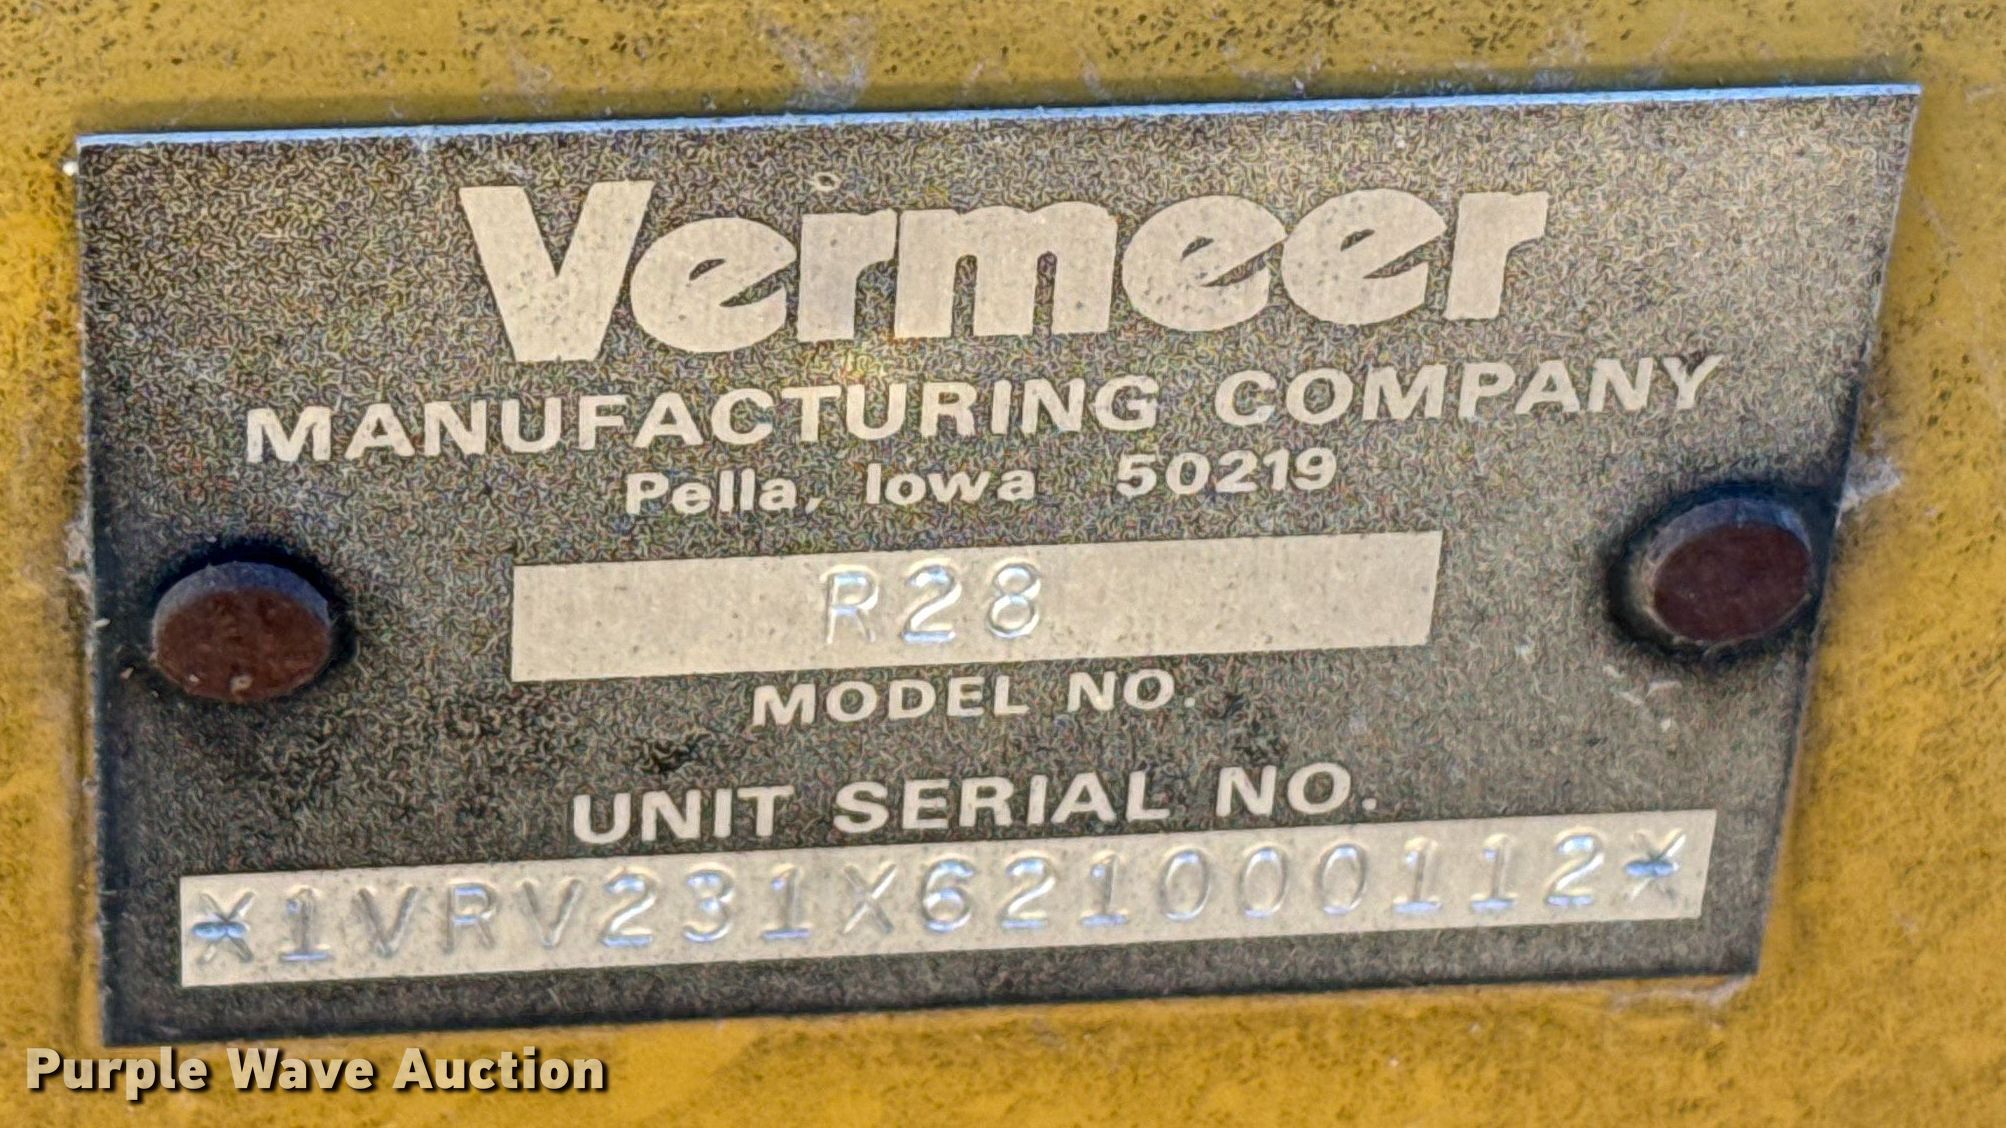 Vermeer
MANUFACTURING COMPANY
Pella, Iowa 50219
R28
MODEL NO.
UNIT SERIAL NO.
*1VRV231X621000112*
Purple Wave Auction